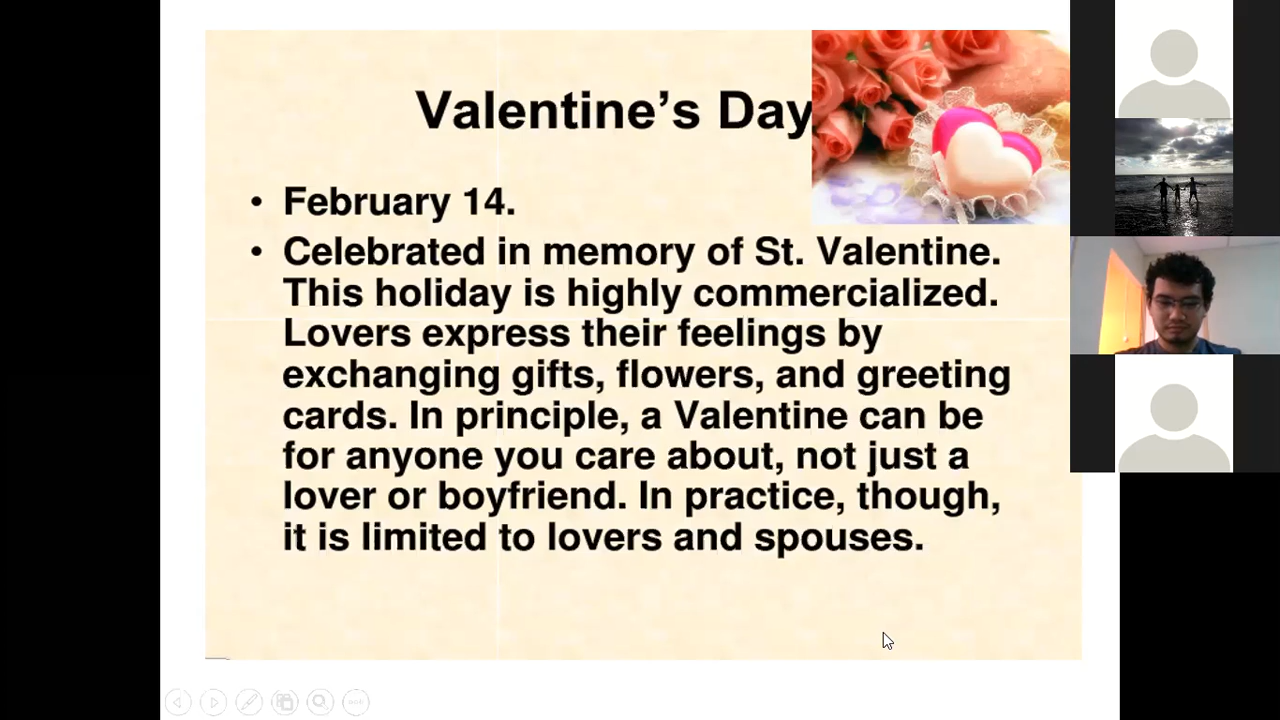 Valentine's Day
• February 14.
• Celebrated in memory of St. Valentine.
This holiday is highly commercialized.
Lovers express their feelings by
exchanging gifts, flowers, and greeting
cards. In principle, a Valentine can be
for anyone you care about, not just a
lover or boyfriend. In practice, though,
it is limited to lovers and spouses.